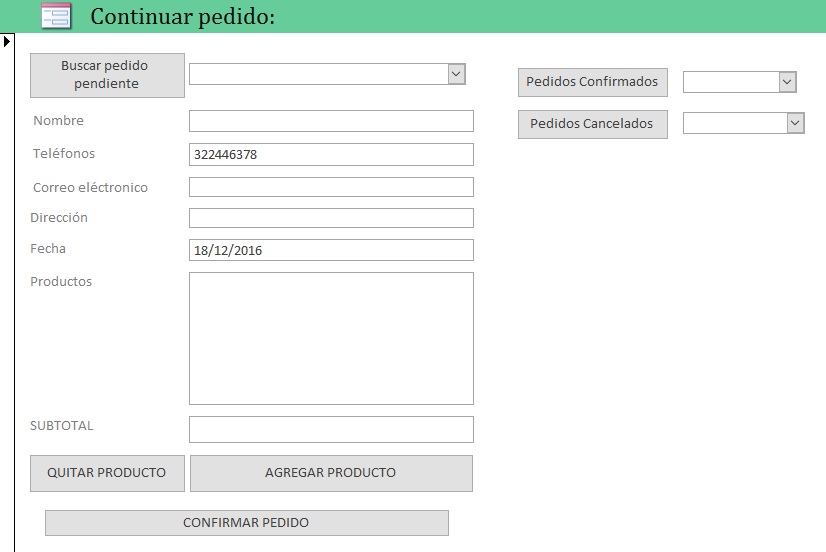 Continuar pedido:
Buscar pedido
pendiente
Pedidos Confirmados
Pedidos Cancelados
Nombre
Teléfonos
322446378
Correo eléctronico
Dirección
Fecha
18/12/2016
Productos
SUBTOTAL
QUITAR PRODUCTO
AGREGAR PRODUCTO
CONFIRMAR PEDIDO